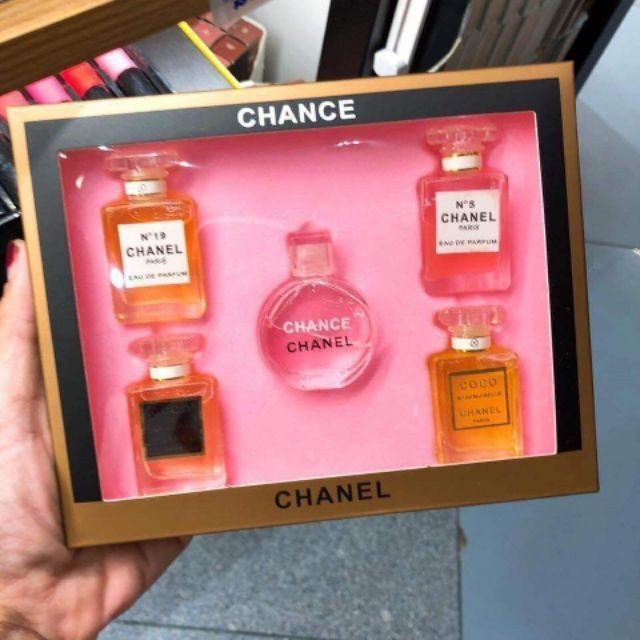 CHANCE
N°19
CHANEL
PARIS
EAU DE PARFUM
N°5
CHANEL
PARIS
EAU DE PARFUM
CHANCE
CHANEL
COCO
CHANEL
PARIS
CHANEL